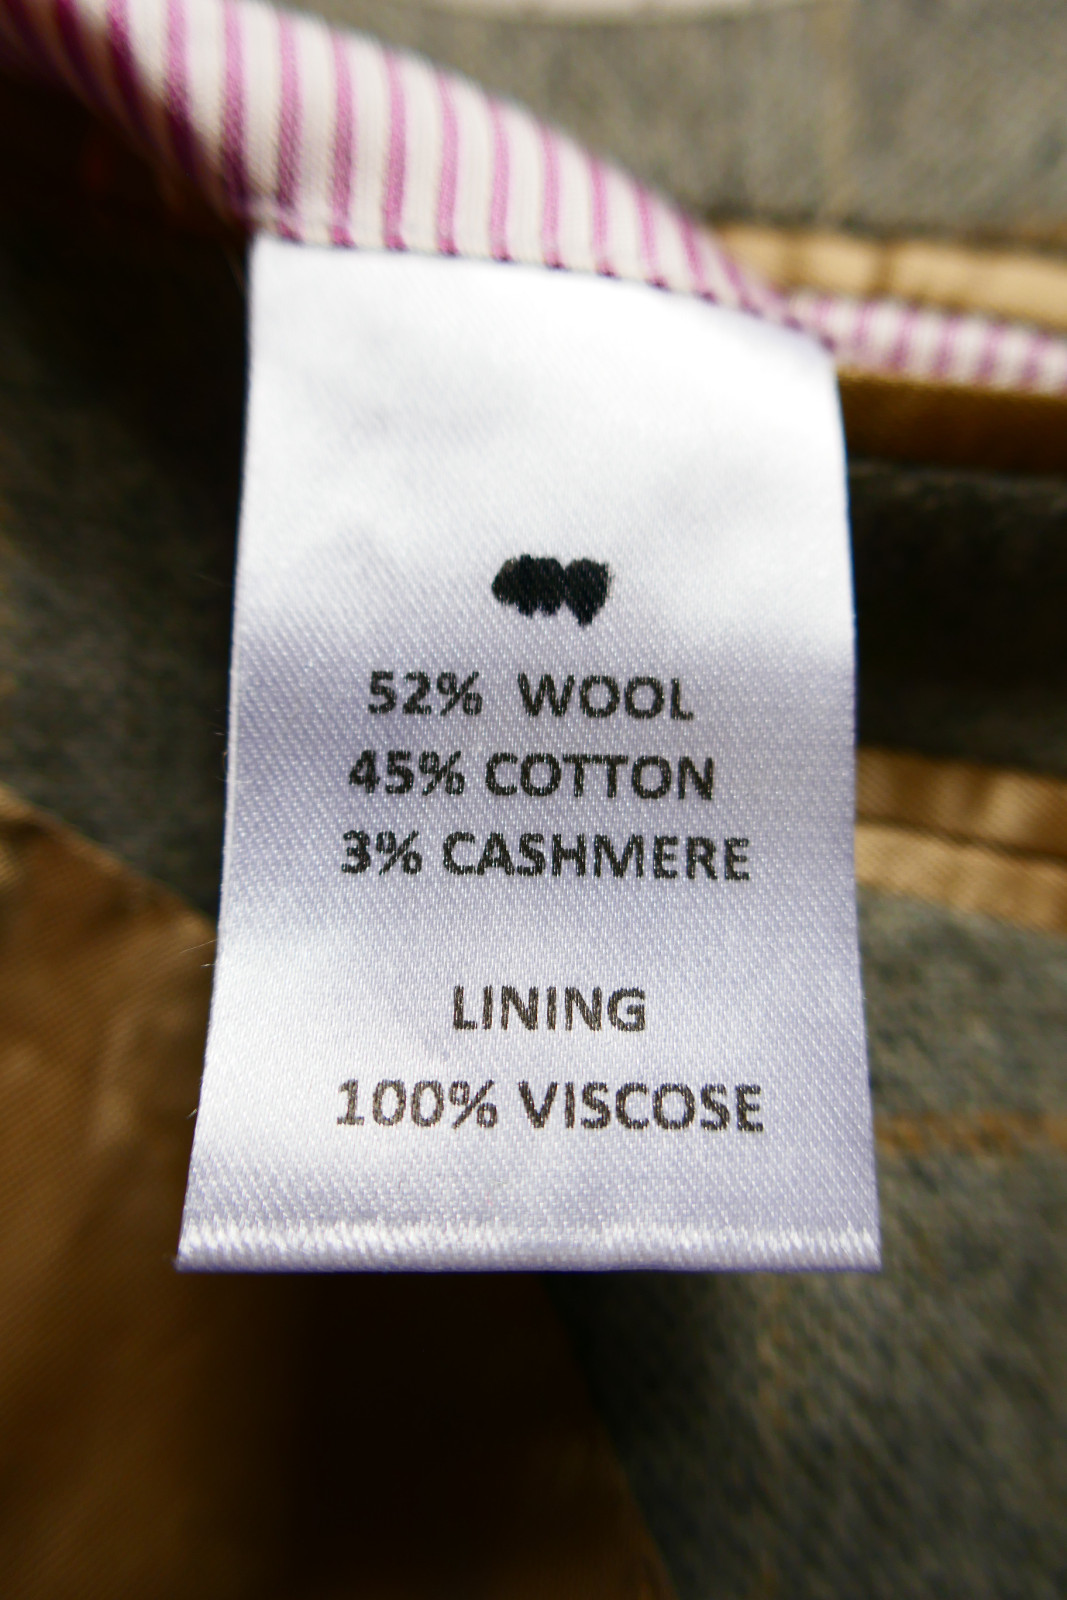 52% WOOL
45% COTTON
3% CASHMERE
LINING
100% VISCOSE